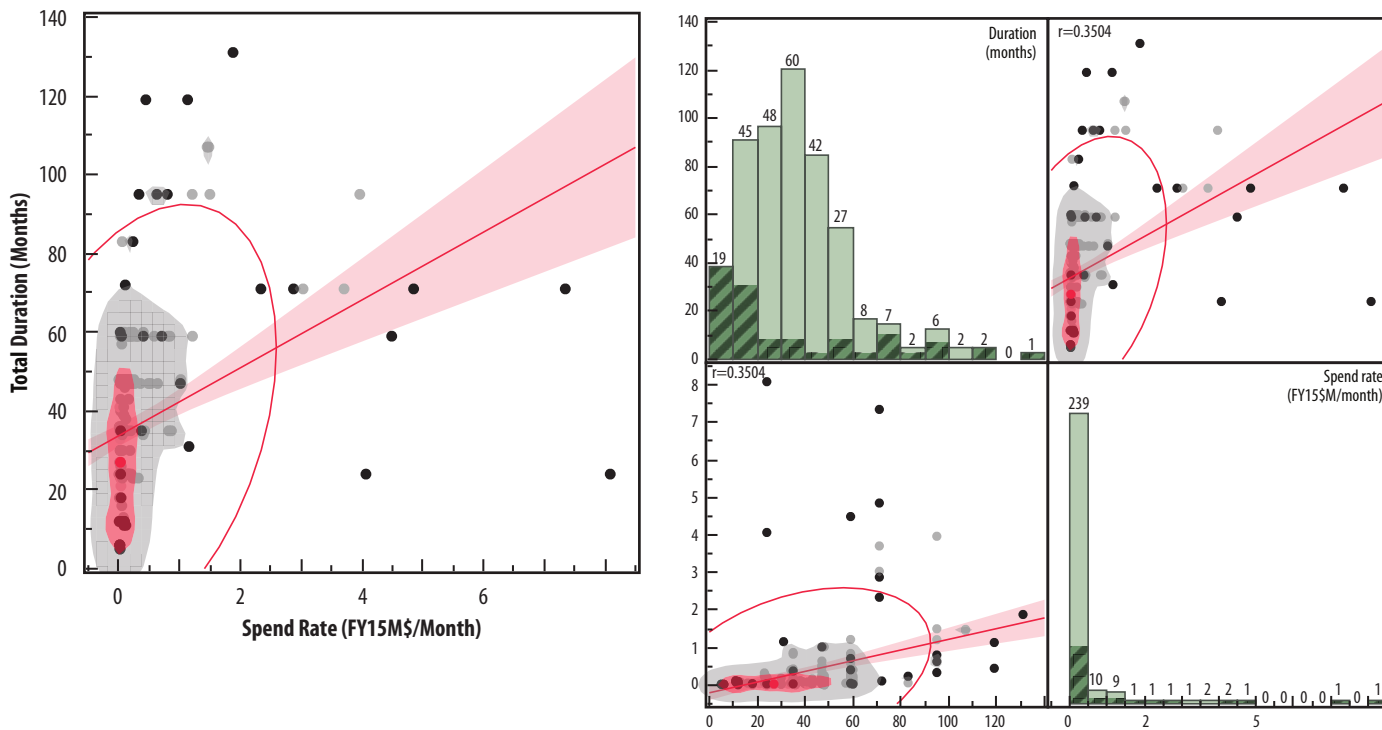 140
120
100
80
60
40
20
0
Total Duration (Months)
0 2 4 6
Spend Rate (FY15M$/Month)
140
120
100
80
60
40
20
0
Duration
(months)
19 45 48 60 42 27 8 7 2 6 2 2 0 1
r=0.3504
r=0.3504
8
7
6
5
4
3
2
1
0
0 20 40 60 80 100 120
Spend rate
(FY15$M/month)
239 10 9 1 1 1 1 2 2 1 0 0 0 0 1 0 1
0 2 5